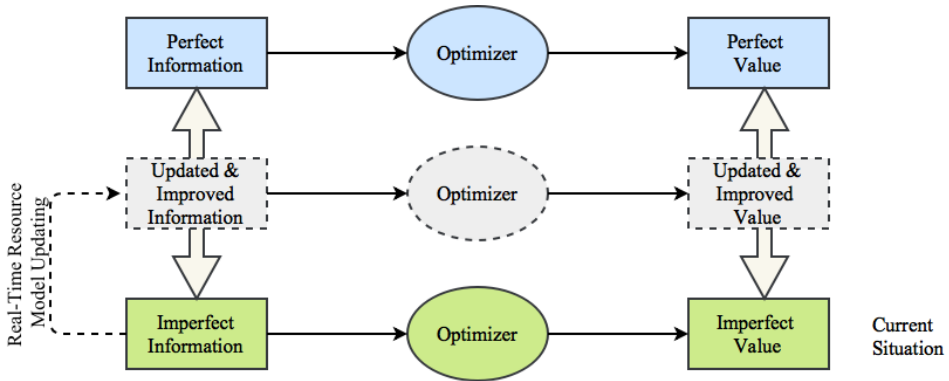 Perfect
Information
Optimizer
Perfect
Value
Updated &
Improved
Information
Optimizer
Updated &
Improved
Value
Real-Time Resource
Model Updating
Imperfect
Information
Optimizer
Imperfect
Value
Current
Situation